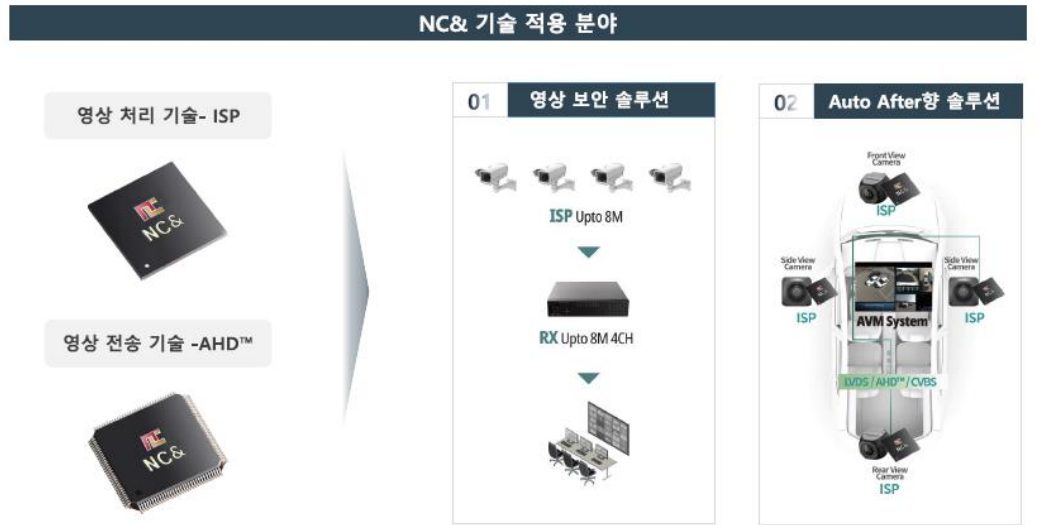 NC& 기술 적용 분야
영상 처리 기술- ISP
NC&
영상 전송 기술 -AHD™
NC&
01 영상 보안 솔루션
ISP Upto 8M
RX Upto 8M 4CH
02 Auto After향 솔루션
Front View
Camera
ISP
Side View
Camera
ISP
Side View
Camera
ISP
AVM System
LVDS / AHD™ / CVBS
Rear View
Camera
ISP